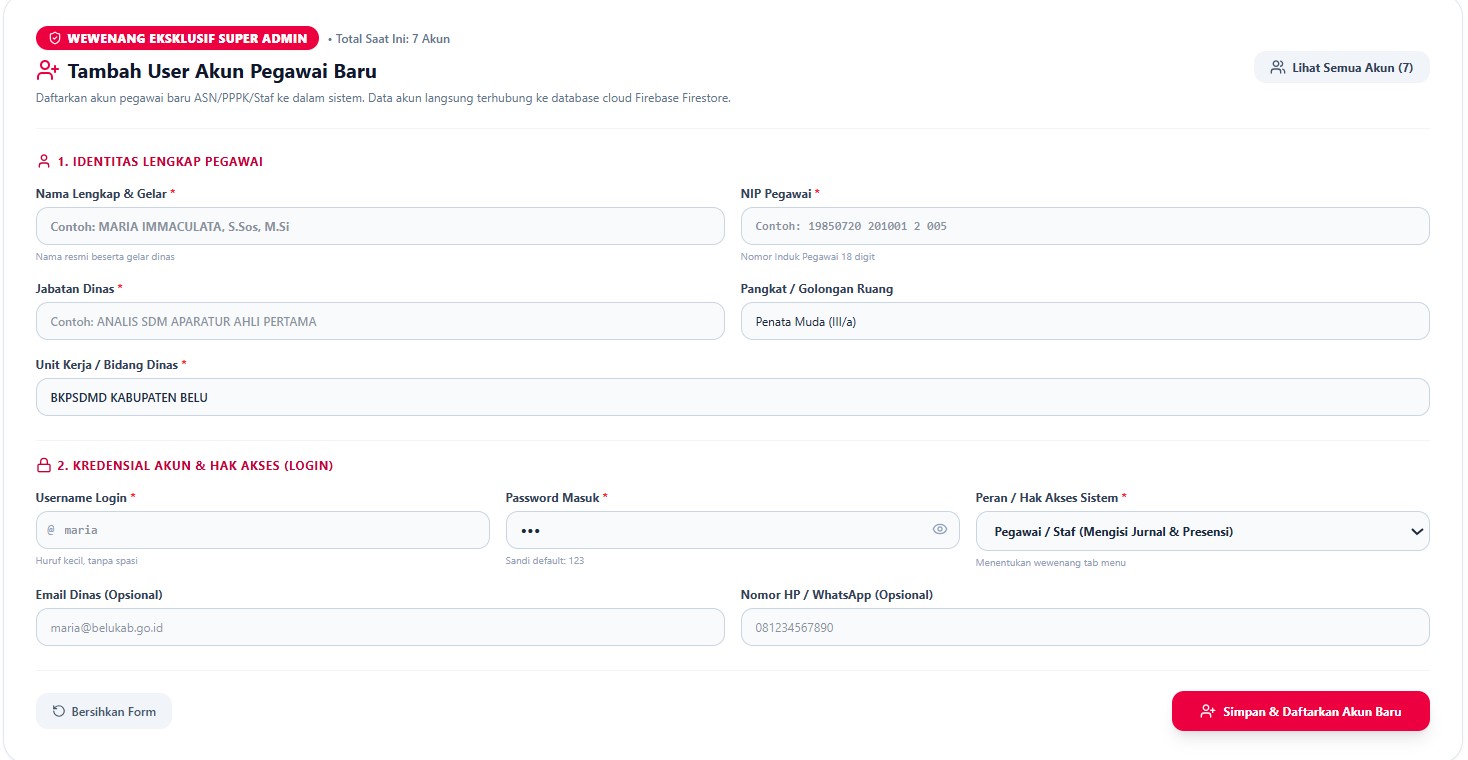 WEWENANG EKSKLUSIF SUPER ADMIN • Total Saat Ini: 7 Akun
Tambah User Akun Pegawai Baru
Lihat Semua Akun (7)
Daftarkan akun pegawai baru ASN/PPPK/Staf ke dalam sistem. Data akun langsung terhubung ke database cloud Firebase Firestore.
1. IDENTITAS LENGKAP PEGAWAI
Nama Lengkap & Gelar *
NIP Pegawai *
Contoh: MARIA IMMACULATA, S.Sos, M.Si
Contoh: 19850720 201001 2 005
Nama resmi beserta gelar dinas
Nomor Induk Pegawai 18 digit
Jabatan Dinas *
Pangkat / Golongan Ruang
Contoh: ANALIS SDM APARATUR AHLI PERTAMA
Penata Muda (III/a)
Unit Kerja / Bidang Dinas *
BKPSDMD KABUPATEN BELU
2. KREDENSIAL AKUN & HAK AKSES (LOGIN)
Username Login *
Password Masuk *
Peran / Hak Akses Sistem *
@ maria
•••
Pegawai / Staf (Mengisi Jurnal & Presensi)
Huruf kecil, tanpa spasi
Sandi default: 123
Menentukan wewenang tab menu
Email Dinas (Opsional)
Nomor HP / WhatsApp (Opsional)
maria@belukab.go.id
081234567890
Bersihkan Form
Simpan & Daftarkan Akun Baru